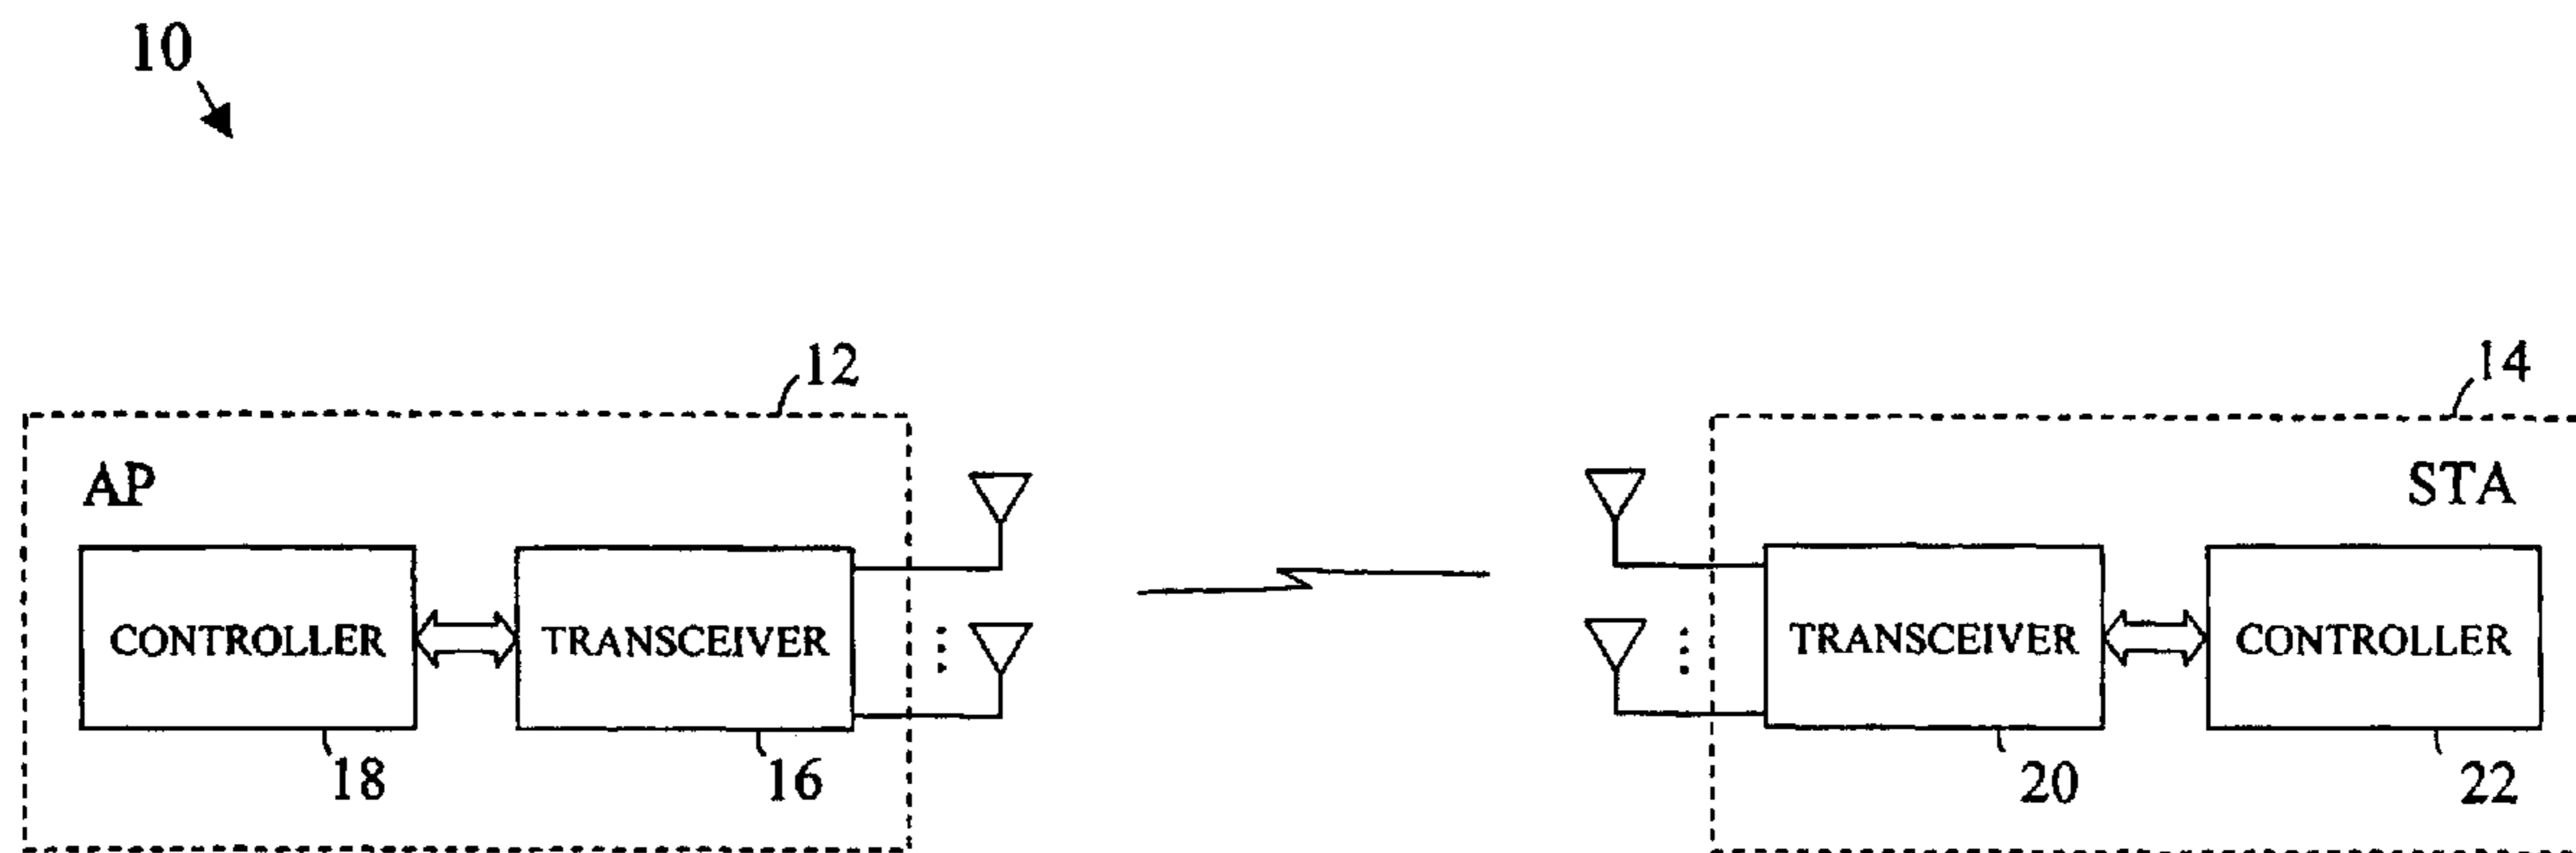 10
12
14
AP
STA
CONTROLLER
TRANSCEIVER
TRANSCEIVER
CONTROLLER
18
16
20
22